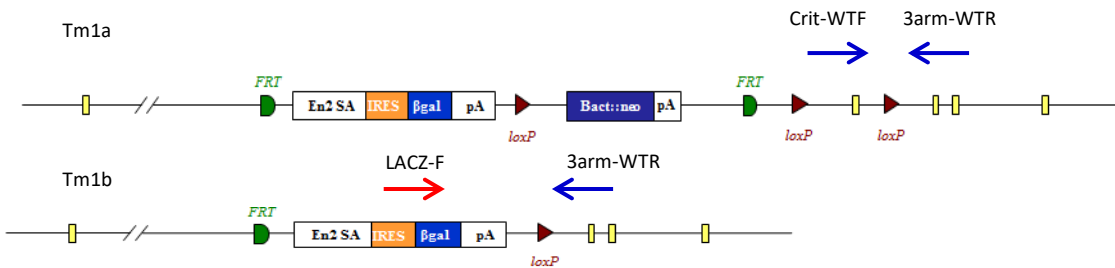 Crit-WTF 3arm-WTR
Tm1a
FRT FRT
En2 SA IRES βgal pA Bact::neo pA
loxP loxP loxP
LACZ-F 3arm-WTR
Tm1b
FRT
En2 SA IRES βgal pA
loxP